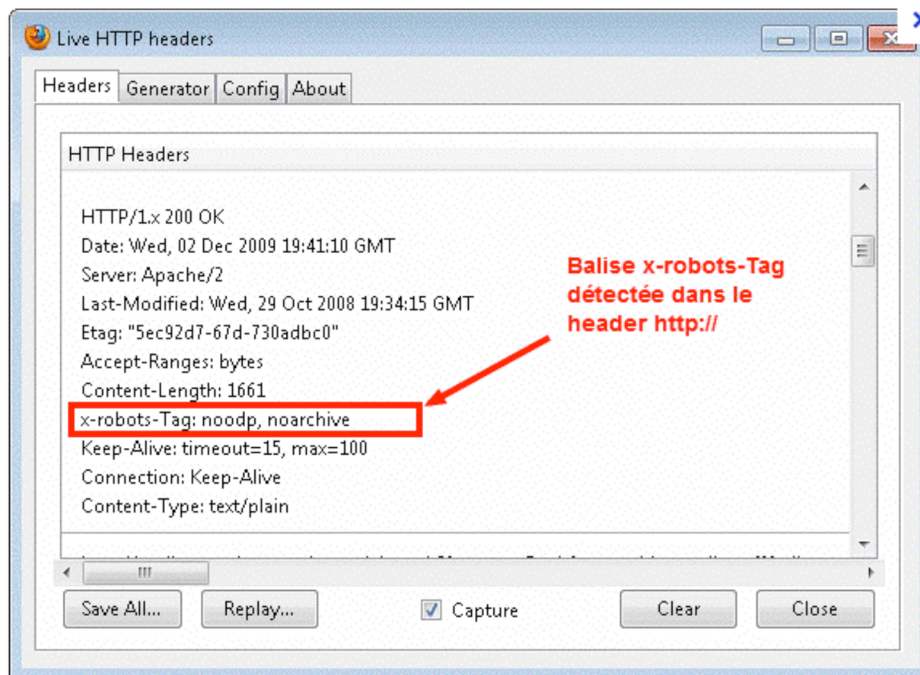 Live HTTP headers
Headers Generator Config About
HTTP Headers
HTTP/1.x 200 OK
Date: Wed, 02 Dec 2009 19:41:10 GMT
Server: Apache/2
Last-Modified: Wed, 29 Oct 2008 19:34:15 GMT
Etag: "5ec92d7-67d-730adbc0"
Accept-Ranges: bytes
Content-Length: 1661
x-robots-Tag: noodp, noarchive
Keep-Alive: timeout=15, max=100
Connection: Keep-Alive
Content-Type: text/plain
Balise x-robots-Tag
détectée dans le
header http://
Save All... Replay... Capture Clear Close